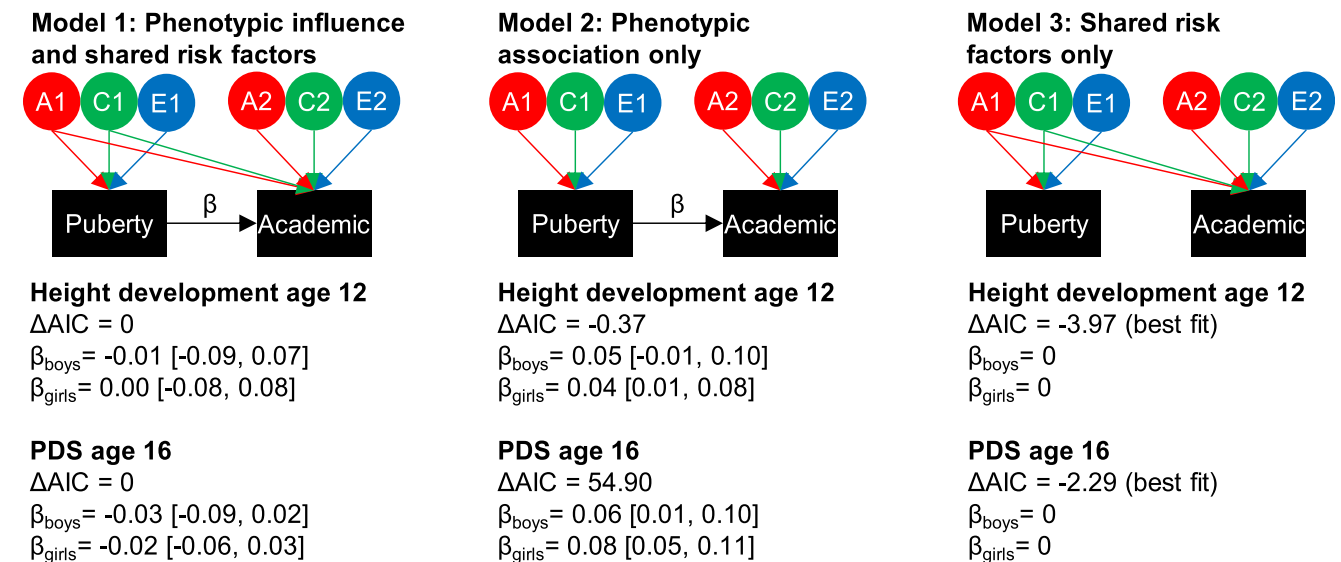 Model 1: Phenotypic influence
and shared risk factors
A1 C1 E1 A2 C2 E2
β
Puberty Academic
Height development age 12
ΔAIC = 0
βboys= -0.01 [-0.09, 0.07]
βgirls= 0.00 [-0.08, 0.08]
PDS age 16
ΔAIC = 0
βboys= -0.03 [-0.09, 0.02]
βgirls= -0.02 [-0.06, 0.03]
Model 2: Phenotypic
association only
A1 C1 E1 A2 C2 E2
β
Puberty Academic
Height development age 12
ΔAIC = -0.37
βboys= 0.05 [-0.01, 0.10]
βgirls= 0.04 [0.01, 0.08]
PDS age 16
ΔAIC = 54.90
βboys= 0.06 [0.01, 0.10]
βgirls= 0.08 [0.05, 0.11]
Model 3: Shared risk
factors only
A1 C1 E1 A2 C2 E2
Puberty Academic
Height development age 12
ΔAIC = -3.97 (best fit)
βboys= 0
βgirls= 0
PDS age 16
ΔAIC = -2.29 (best fit)
βboys= 0
βgirls= 0